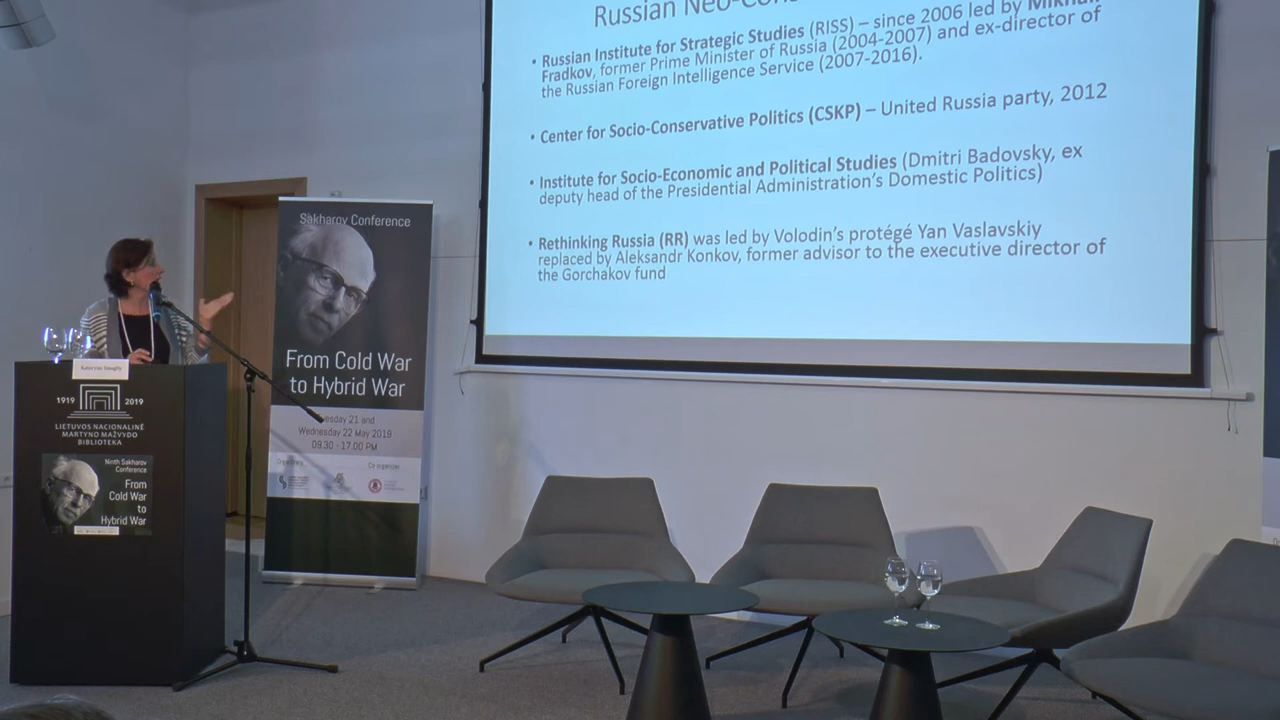 Russian Neo-Cons
• Russian Institute for Strategic Studies (RISS) – since 2006 led by Mikhail
Fradkov, former Prime Minister of Russia (2004-2007) and ex-director of
the Russian Foreign Intelligence Service (2007-2016).
• Center for Socio-Conservative Politics (CSKP) – United Russia party, 2012
• Institute for Socio-Economic and Political Studies (Dmitri Badovsky, ex
deputy head of the Presidential Administration's Domestic Politics)
• Rethinking Russia (RR) was led by Volodin's protégé Yan Vaslavskiy
replaced by Aleksandr Konkov, former advisor to the executive director of
the Gorchakov fund
Sakharov Conference
From Cold War
to Hybrid War
21 and
Wednesday 22 May 2019
09.30 - 17.00 PM
Co organizer
1919 2019
LIETUVOS NACIONALINĖ
MARTYNO MAŽVYDO
BIBLIOTEKA
Ninth Sakharov
Conference
From
Cold War
to
Hybrid War